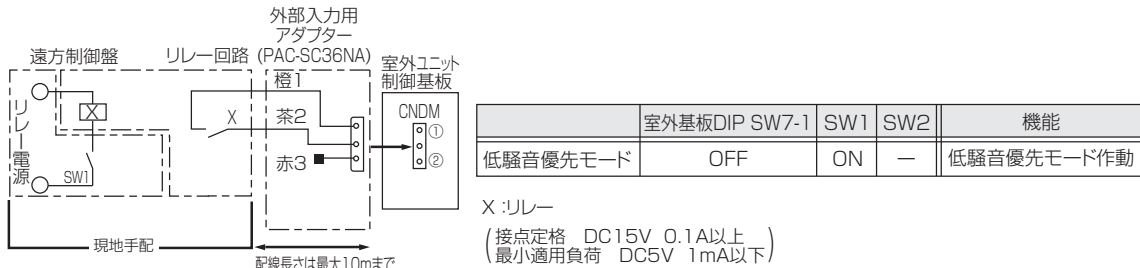 外部入力用
アダプター
(PAC-SC36NA)
遠方制御盤
リレー回路
室外ユニット
制御基板
橙1
茶2
赤3
X
X
SW1
リレー電源
CNDM
①
②
現地手配
配線長さは最大10mまで
室外基板DIP SW7-1 SW1 SW2 機能
低騒音優先モード OFF ON － 低騒音優先モード作動
X：リレー
(接点定格 DC15V 0.1A以上
最小適用負荷 DC5V 1mA以下)